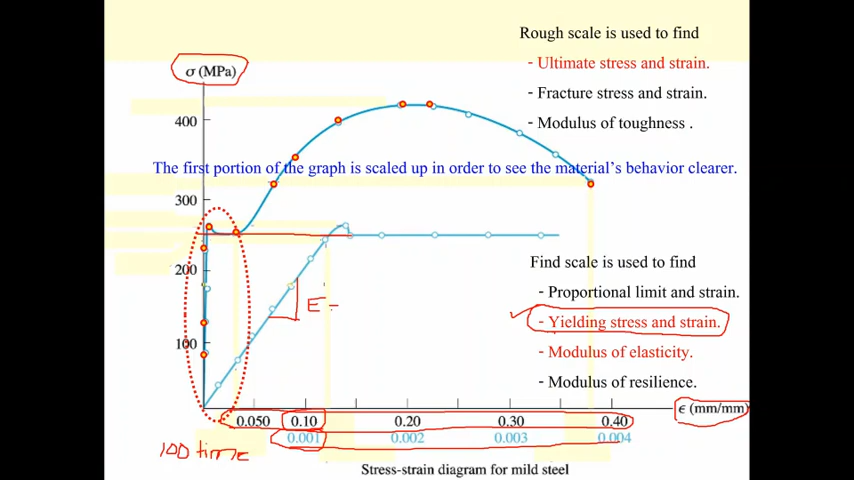 Rough scale is used to find
- Ultimate stress and strain.
- Fracture stress and strain.
- Modulus of toughness .
σ (MPa)
400
The first portion of the graph is scaled up in order to see the material's behavior clearer.
300
200
100
E =
Find scale is used to find
- Proportional limit and strain.
- Yielding stress and strain.
- Modulus of elasticity.
- Modulus of resilience.
ϵ (mm/mm)
0.050 0.10 0.20 0.30 0.40
0.001 0.002 0.003 0.004
100 time
Stress-strain diagram for mild steel